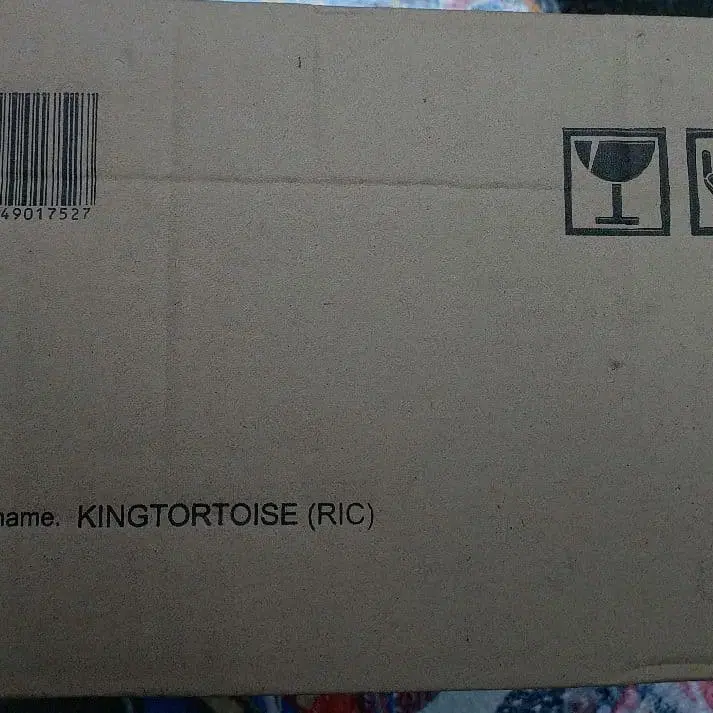 49017527
name. KINGTORTOISE (RIC)